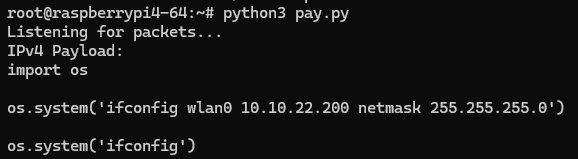 root@raspberrypi4-64:~# python3 pay.py
Listening for packets...
IPv4 Payload:
import os
os.system('ifconfig wlan0 10.10.22.200 netmask 255.255.255.0')
os.system('ifconfig')